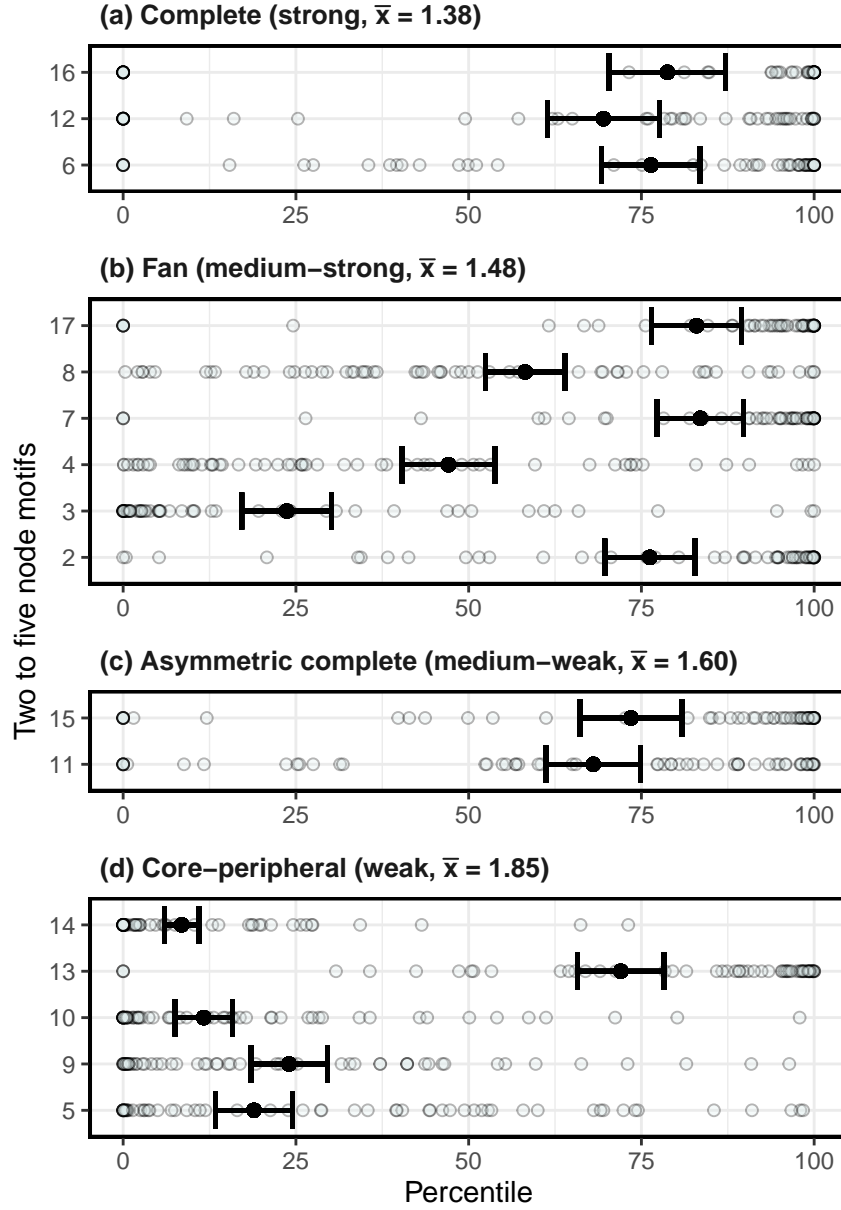 (a) Complete (strong, x̅ = 1.38)
16
12
6
0 25 50 75 100
(b) Fan (medium−strong, x̅ = 1.48)
17
8
7
4
3
2
0 25 50 75 100
Two to five node motifs
(c) Asymmetric complete (medium−weak, x̅ = 1.60)
15
11
0 25 50 75 100
(d) Core−peripheral (weak, x̅ = 1.85)
14
13
10
9
5
0 25 50 75 100
Percentile